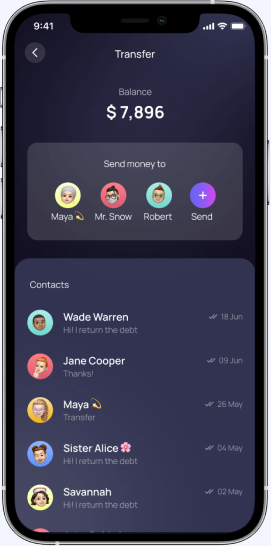 9:41
Transfer
Balance
$ 7,896
Send money to
Maya 💫 Mr. Snow Robert Send
Contacts
Wade Warren 18 Jun
Hi! I return the debt
Jane Cooper 09 Jun
Thanks!
Maya 💫 26 May
Transfer
Sister Alice 🌸 04 May
Hi! I return the debt
Savannah 02 May
Hi! I return the debt